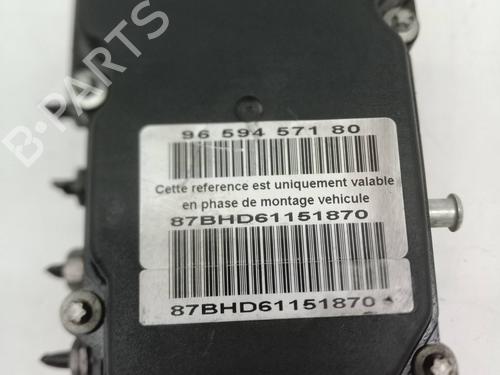 B-PARTS
96 594 571 80
Cette reference est uniquement valable
en phase de montage vehicule
87BHD61151870
87BHD61151870